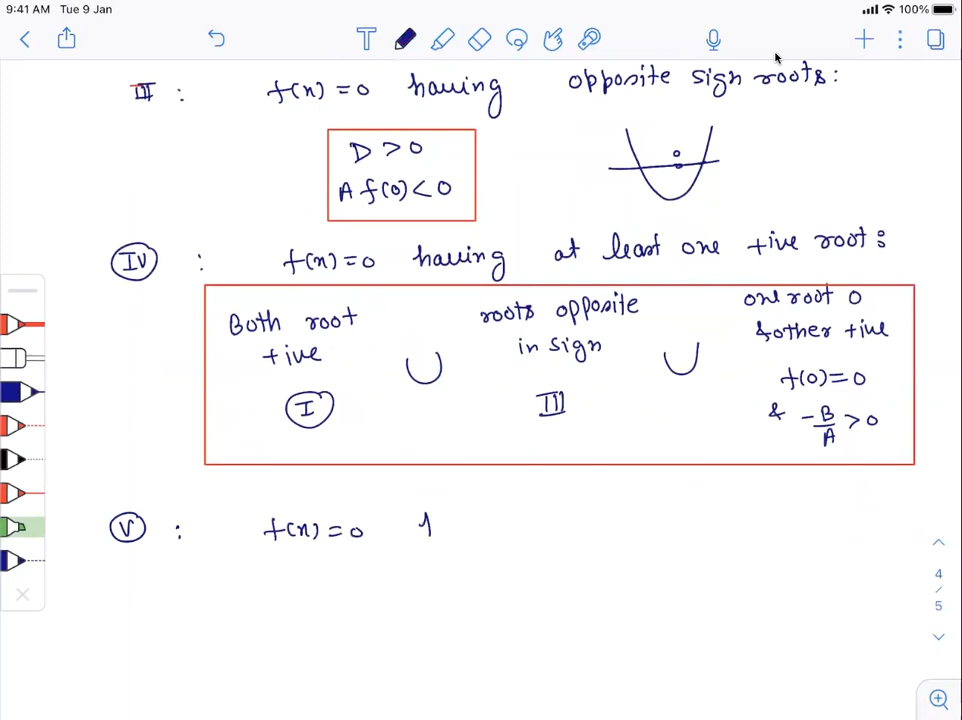 9:41 AM Tue 9 Jan
100%
III : f(x) = 0 having opposite sign roots:
D > 0
A f(0) < 0
0
IV : f(x) = 0 having at least one +ive root:
Both root +ive
I
∪
roots opposite in sign
III
∪
one root 0
& other +ive
f(0) = 0
& -B/A > 0
V : f(x) = 0
4
/
5